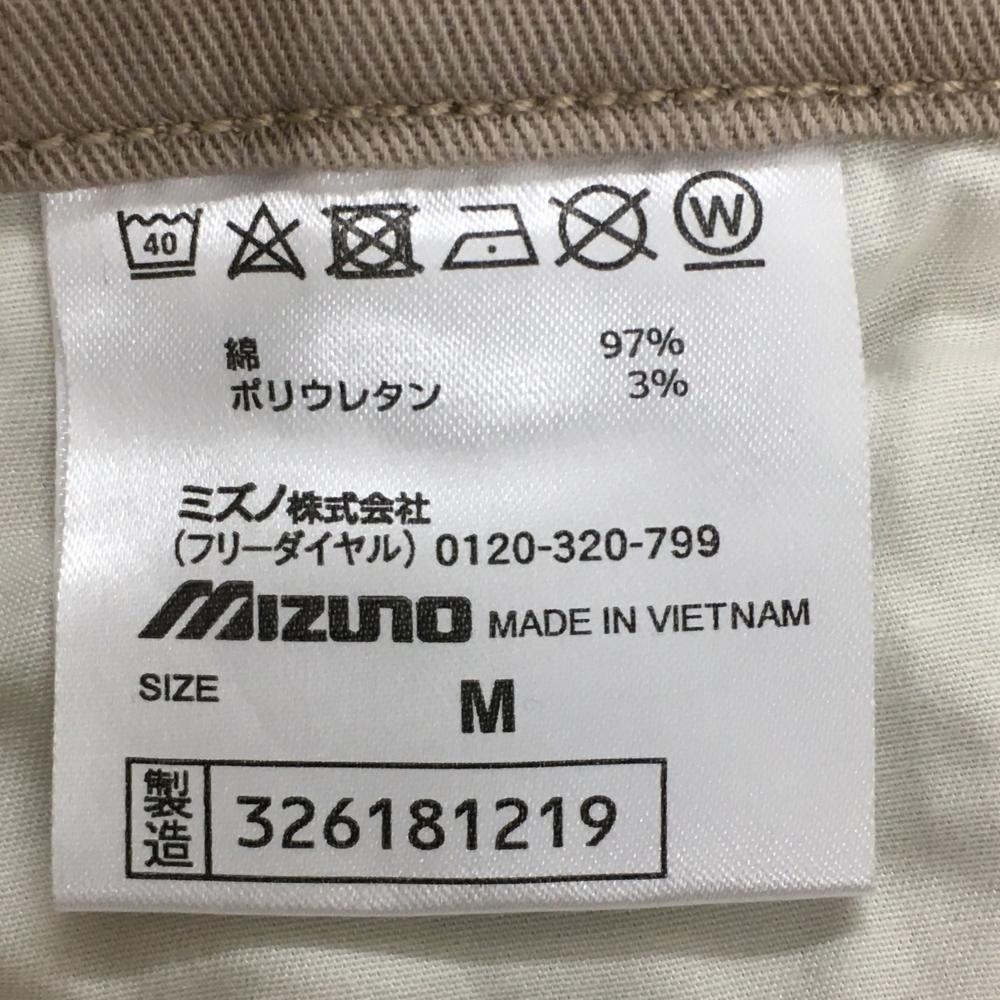 40
W
綿 97%
ポリウレタン 3%
ミズノ株式会社
(フリーダイヤル) 0120-320-799
MIZUNO MADE IN VIETNAM
SIZE M
製造 326181219